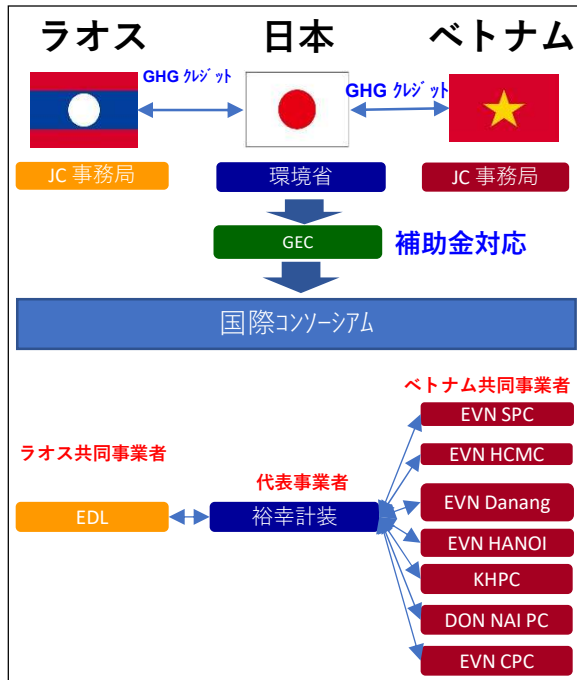 ラオス
日本
ベトナム
GHG ｸﾚｼﾞｯﾄ
GHG ｸﾚｼﾞｯﾄ
JC 事務局
環境省
JC 事務局
GEC
補助金対応
国際ｺﾝｿｰｼｱﾑ
ベトナム共同事業者
EVN SPC
ラオス共同事業者
EVN HCMC
代表事業者
EVN Danang
EDL
裕幸計装
EVN HANOI
KHPC
DON NAI PC
EVN CPC